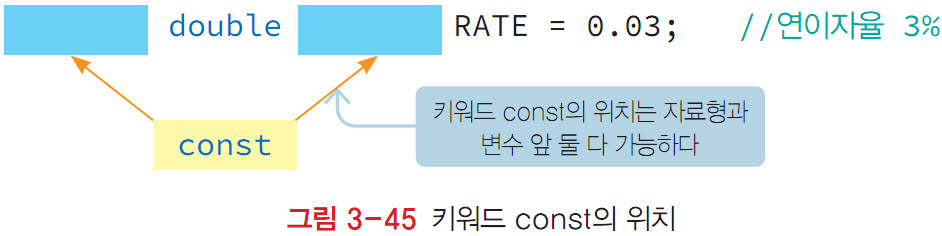 double RATE = 0.03; //연이자율 3%
키워드 const의 위치는 자료형과
변수 앞 둘 다 가능하다
const
그림 3-45 키워드 const의 위치